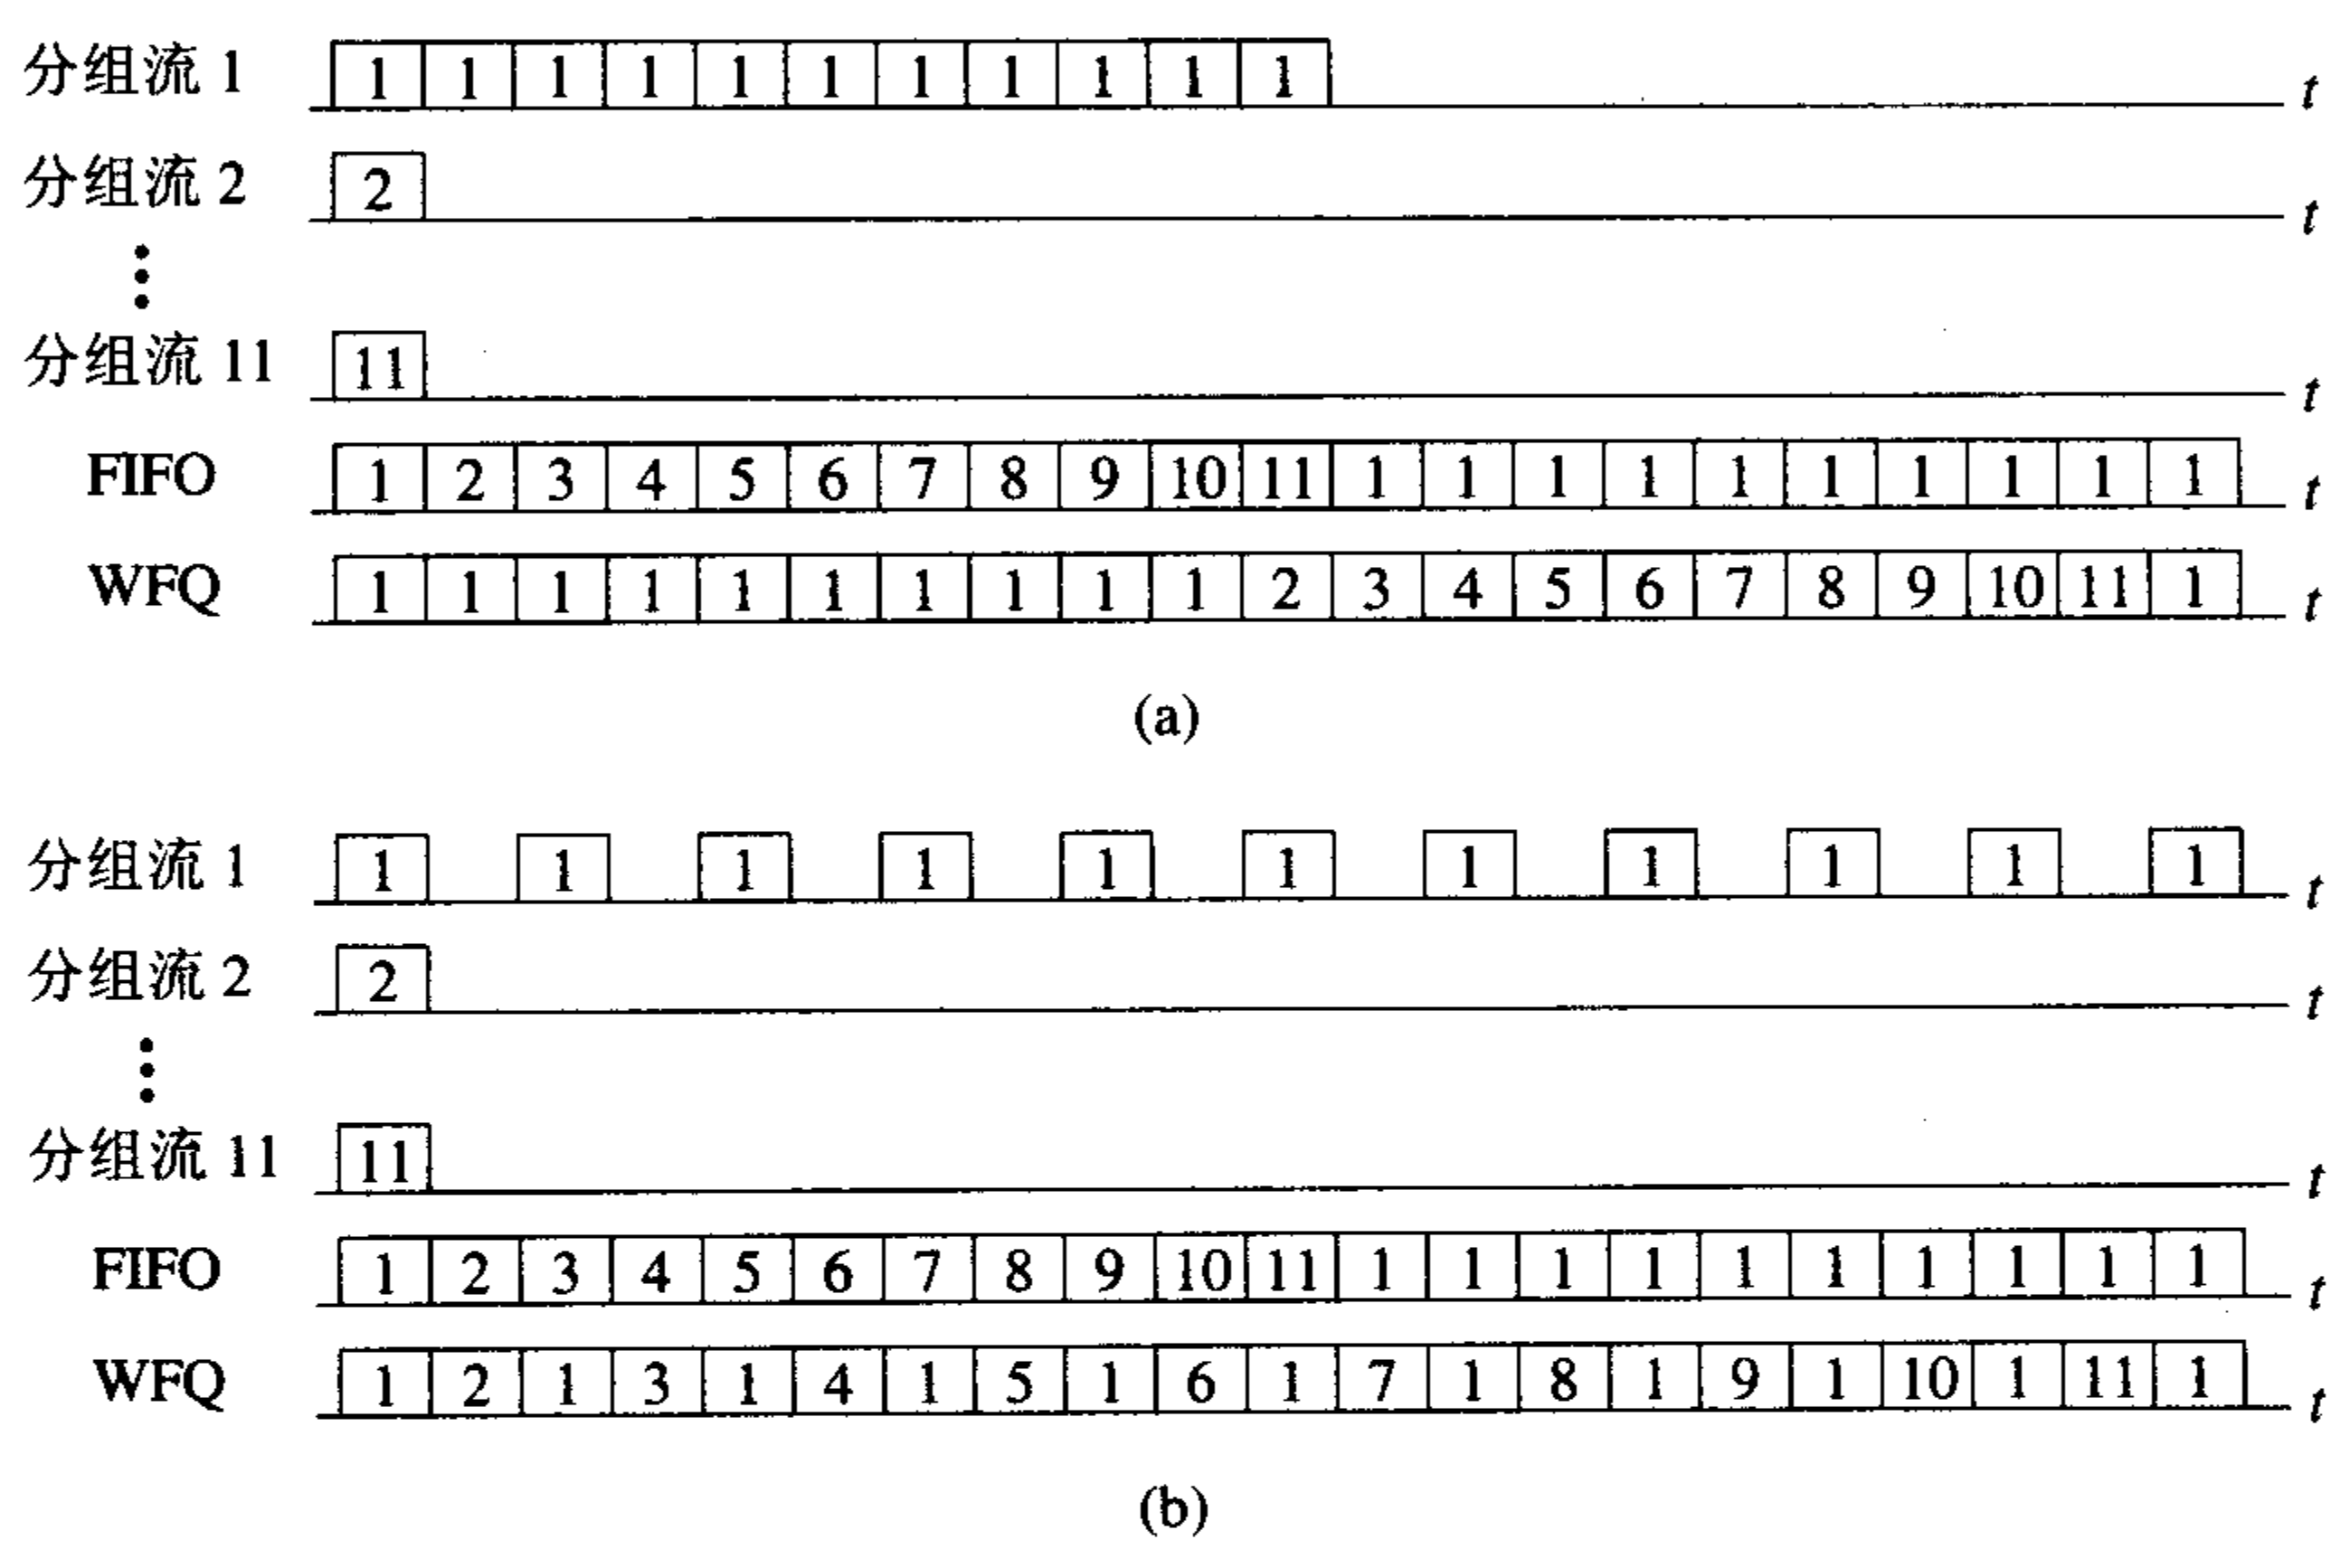 分组流 1 1 1 1 1 1 1 1 1 1 1 1 t
分组流 2 2 t
分组流 11 11 t
FIFO 1 2 3 4 5 6 7 8 9 10 11 1 1 1 1 1 1 1 1 1 1 t
WFQ 1 1 1 1 1 1 1 1 1 1 2 3 4 5 6 7 8 9 10 11 1 t
(a)
分组流 1 1 1 1 1 1 1 1 1 1 1 1 t
分组流 2 2 t
分组流 11 11 t
FIFO 1 2 3 4 5 6 7 8 9 10 11 1 1 1 1 1 1 1 1 1 1 t
WFQ 1 2 1 3 1 4 1 5 1 6 1 7 1 8 1 9 1 10 1 11 1 t
(b)